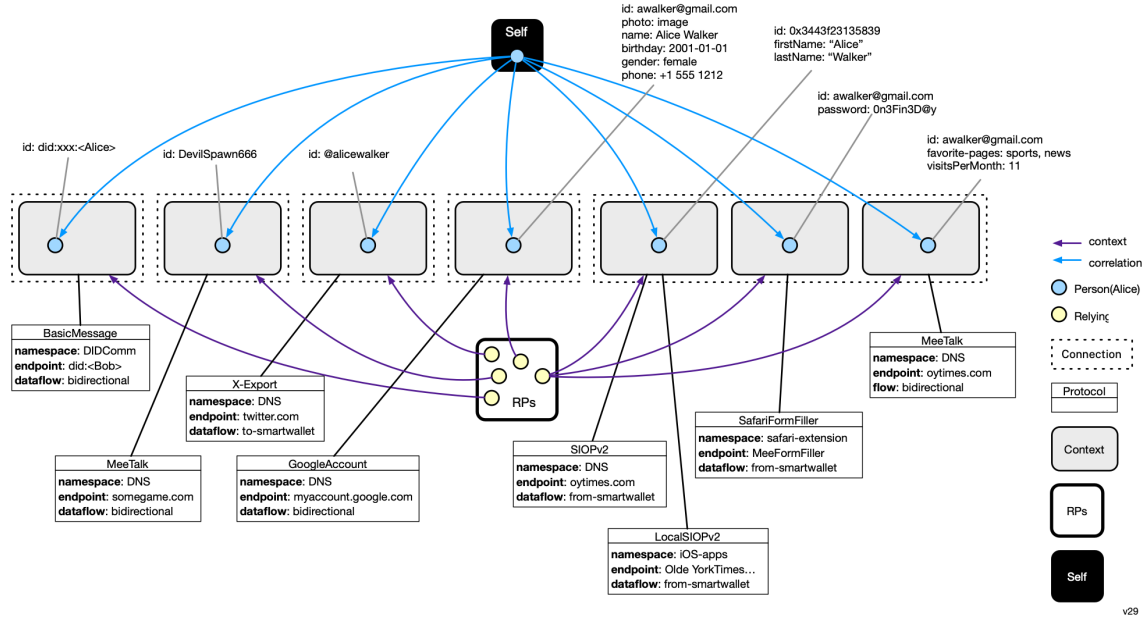 Self
id: awalker@gmail.com
photo: image
name: Alice Walker
birthday: 2001-01-01
gender: female
phone: +1 555 1212
id: 0x3443f23135839
firstName: “Alice”
lastName: “Walker”
id: awalker@gmail.com
password: 0n3Fin3D@y
id: awalker@gmail.com
favorite-pages: sports, news
visitsPerMonth: 11
id: did:xxx:<Alice>
id: DevilSpawn666
id: @alicewalker
context
correlation
Person(Alice)
Relying
Connection
Protocol
Context
RPs
Self
BasicMessage
namespace: DIDComm
endpoint: did:<Bob>
dataflow: bidirectional
MeeTalk
namespace: DNS
endpoint: somegame.com
dataflow: bidirectional
X-Export
namespace: DNS
endpoint: twitter.com
dataflow: to-smartwallet
GoogleAccount
namespace: DNS
endpoint: myaccount.google.com
dataflow: bidirectional
RPs
SIOPv2
namespace: DNS
endpoint: oytimes.com
dataflow: from-smartwallet
LocalSIOPv2
namespace: iOS-apps
endpoint: Olde YorkTimes...
dataflow: from-smartwallet
SafariFormFiller
namespace: safari-extension
endpoint: MeeFormFiller
dataflow: from-smartwallet
MeeTalk
namespace: DNS
endpoint: oytimes.com
flow: bidirectional
v29